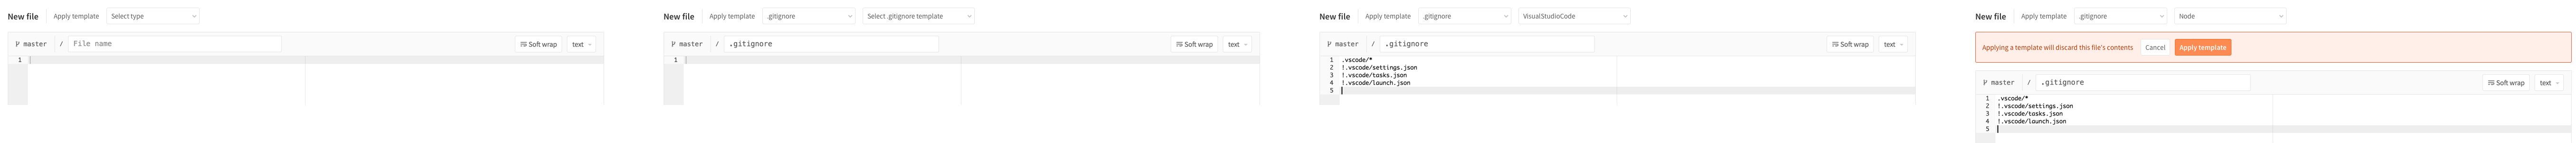 New file Apply template Select type
master / File name Soft wrap text
1
New file Apply template .gitignore Select .gitignore template
master / .gitignore Soft wrap text
1
New file Apply template .gitignore VisualStudioCode
master / .gitignore Soft wrap text
1 .vscode/*
2 !.vscode/settings.json
3 !.vscode/tasks.json
4 !.vscode/launch.json
5
New file Apply template .gitignore Node
Applying a template will discard this file's contents Cancel Apply template
master / .gitignore Soft wrap text
1 .vscode/*
2 !.vscode/settings.json
3 !.vscode/tasks.json
4 !.vscode/launch.json
5